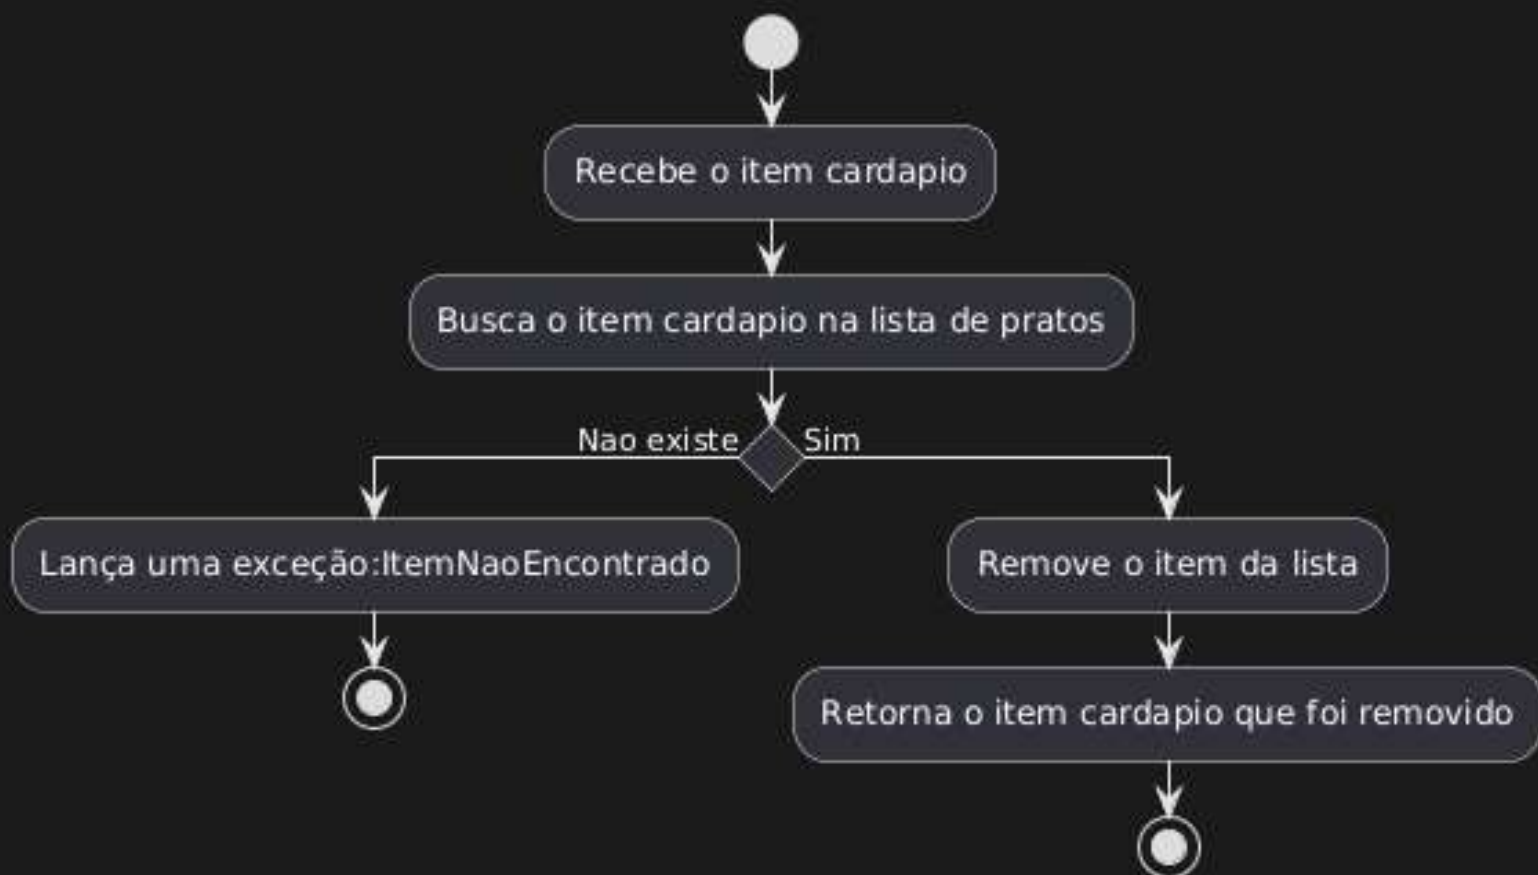 Recebe o item cardapio
Busca o item cardapio na lista de pratos
Nao existe
Sim
Lança uma exceção:ItemNaoEncontrado
Remove o item da lista
Retorna o item cardapio que foi removido